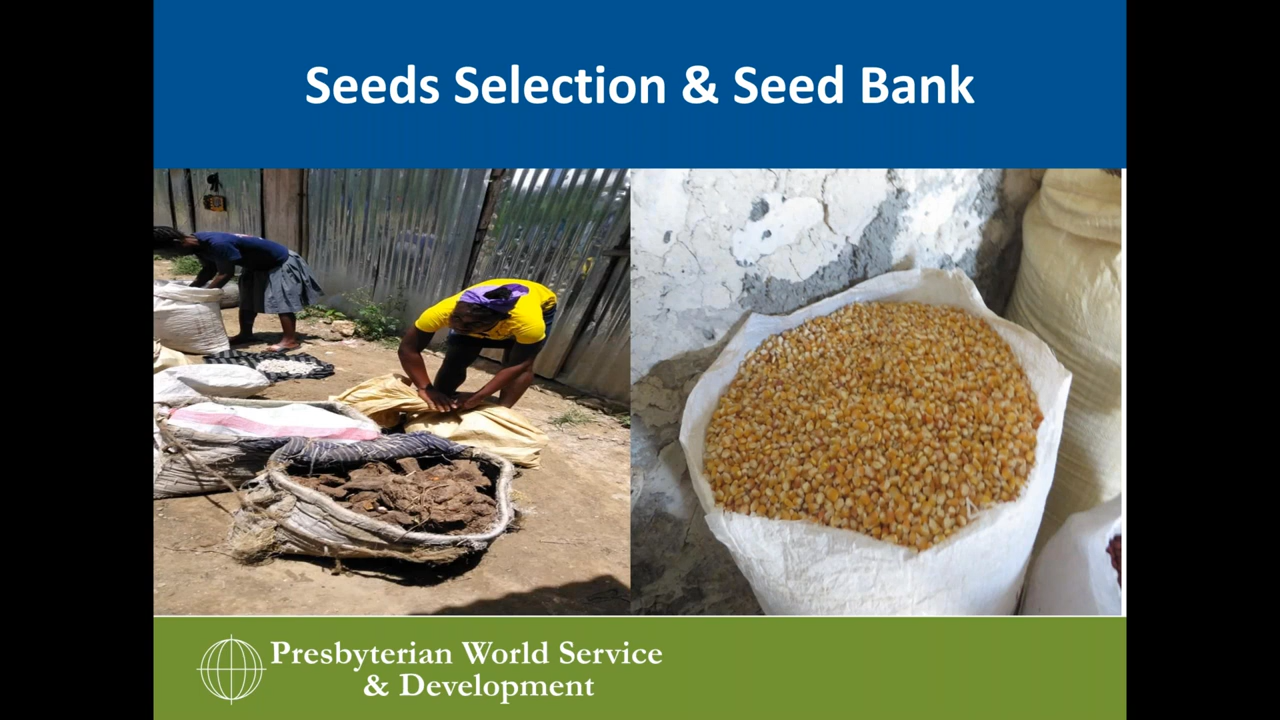 Seeds Selection & Seed Bank
Presbyterian World Service
& Development